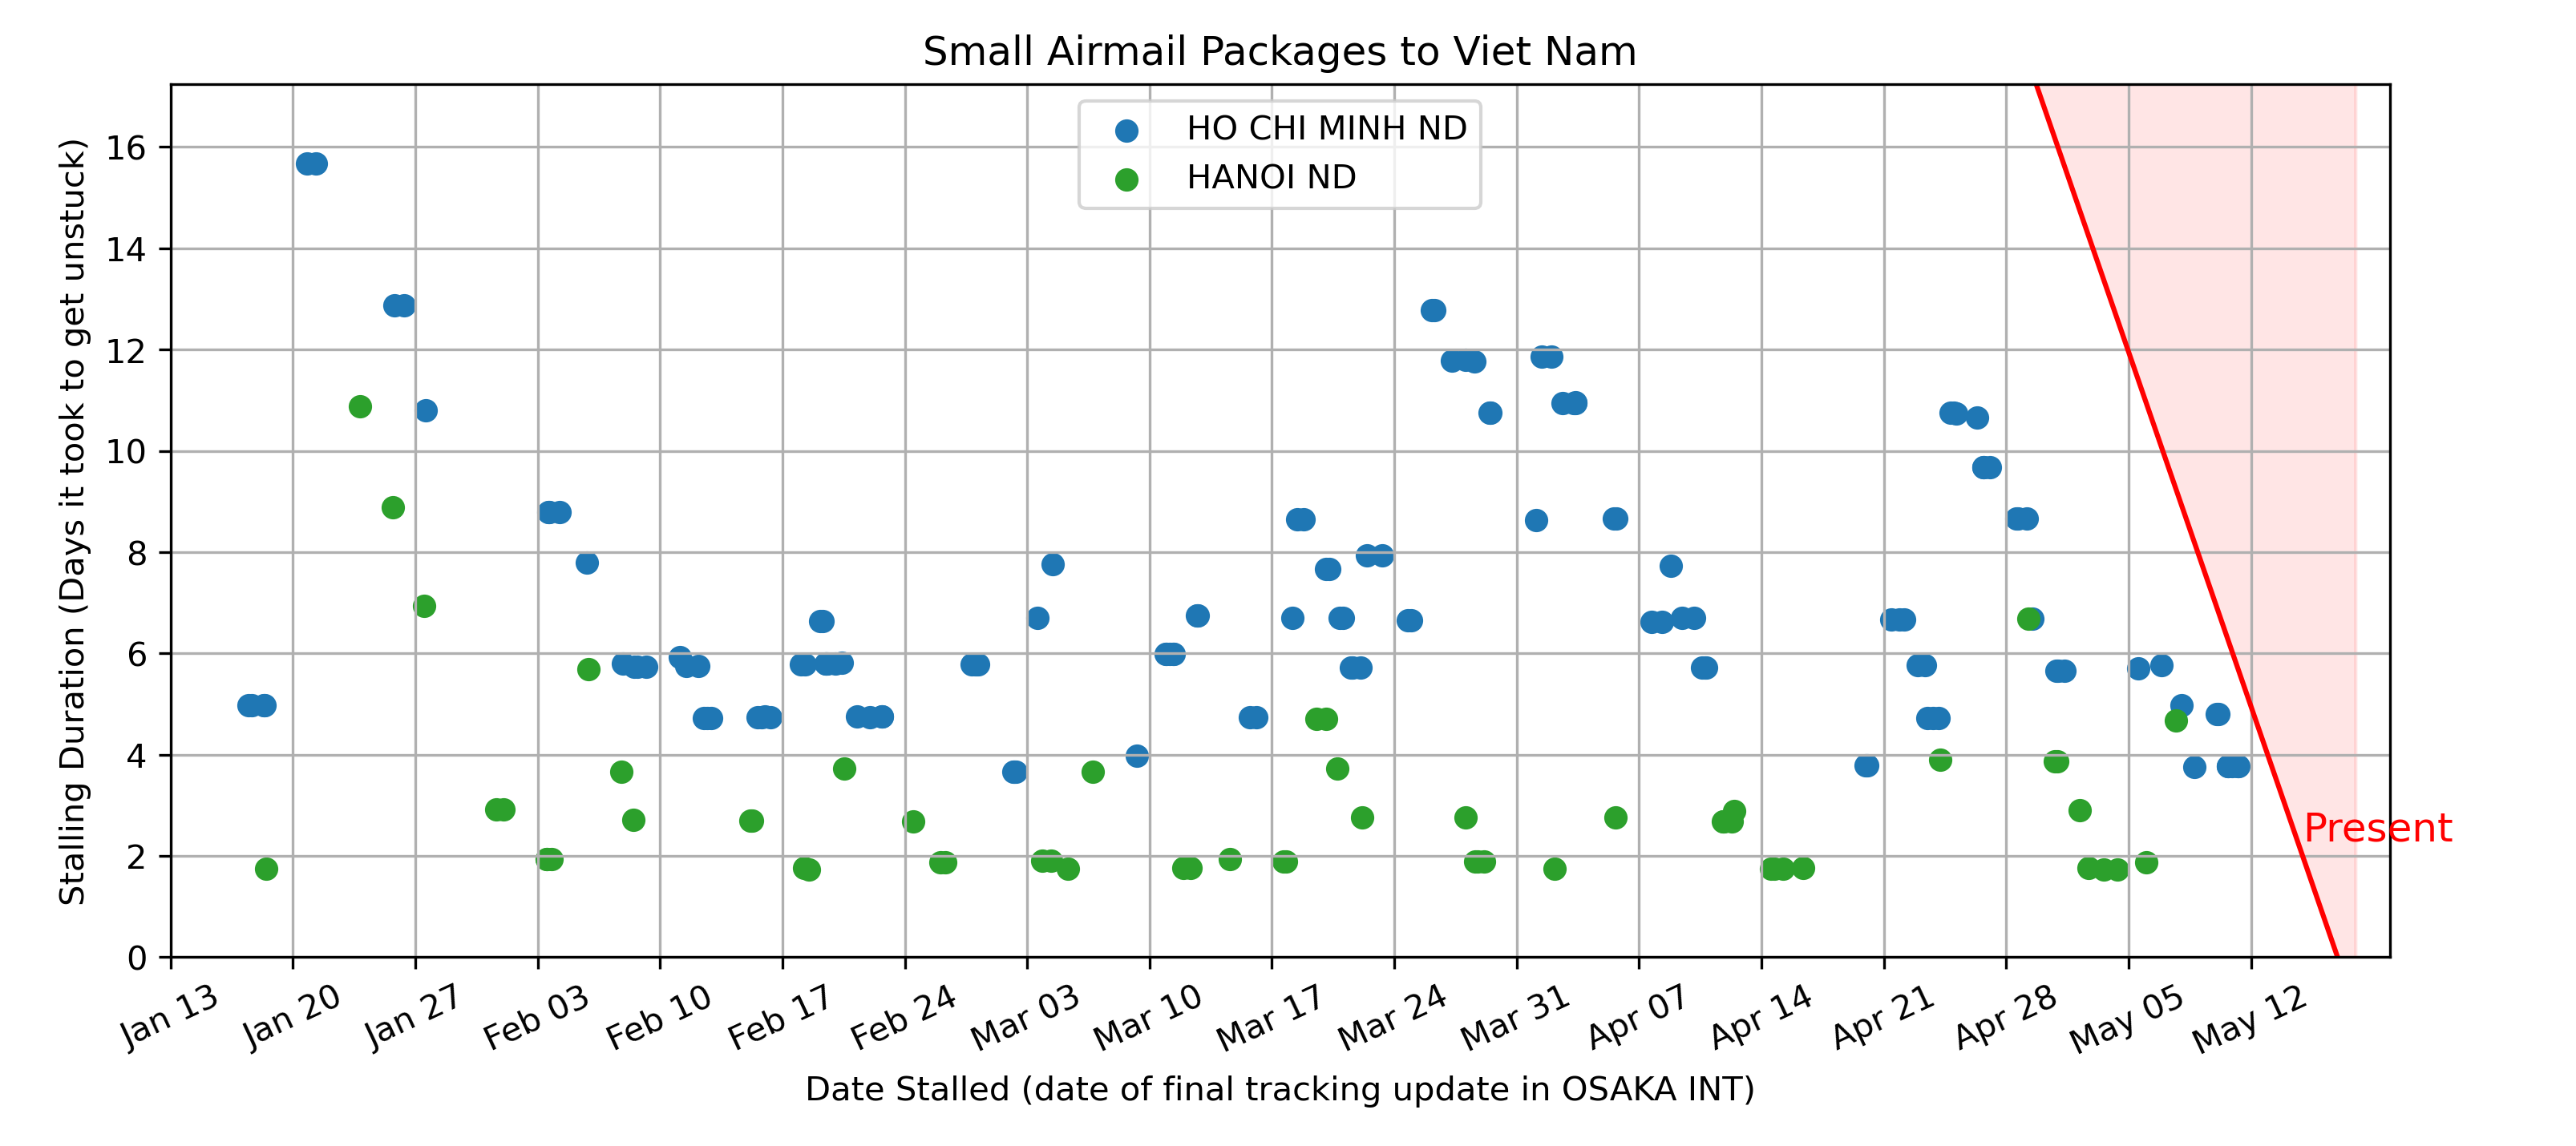 Small Airmail Packages to Viet Nam
HO CHI MINH ND
HANOI ND
Stalling Duration (Days it took to get unstuck)
16
14
12
10
8
6
4
2
0
Present
Jan 13
Jan 20
Jan 27
Feb 03
Feb 10
Feb 17
Feb 24
Mar 03
Mar 10
Mar 17
Mar 24
Mar 31
Apr 07
Apr 14
Apr 21
Apr 28
May 05
May 12
Date Stalled (date of final tracking update in OSAKA INT)